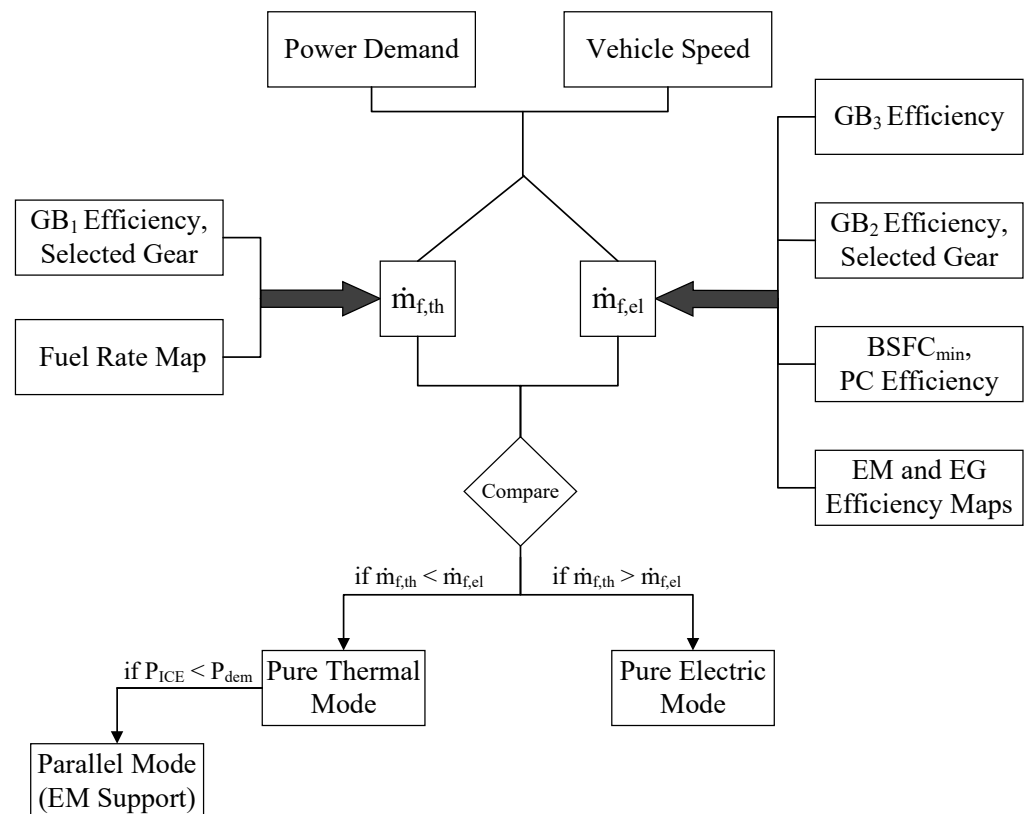 Power Demand
Vehicle Speed
GB₃ Efficiency
GB₁ Efficiency,
Selected Gear
GB₂ Efficiency,
Selected Gear
ṁf,th
ṁf,el
Fuel Rate Map
BSFCmin,
PC Efficiency
EM and EG
Efficiency Maps
Compare
if ṁf,th < ṁf,el
if ṁf,th > ṁf,el
if PICE < Pdem
Pure Thermal
Mode
Pure Electric
Mode
Parallel Mode
(EM Support)